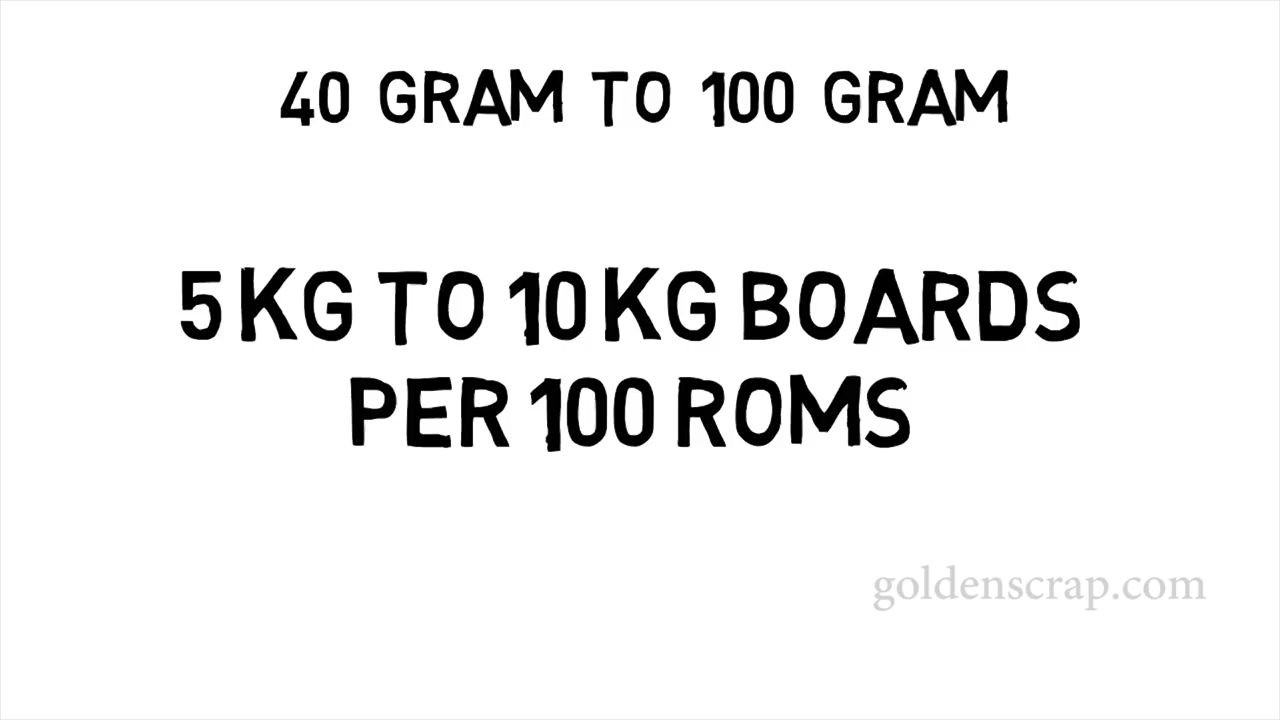 40 GRAM TO 100 GRAM
5KG TO 10KG BOARDS
PER 100 ROMS
goldenscrap.com